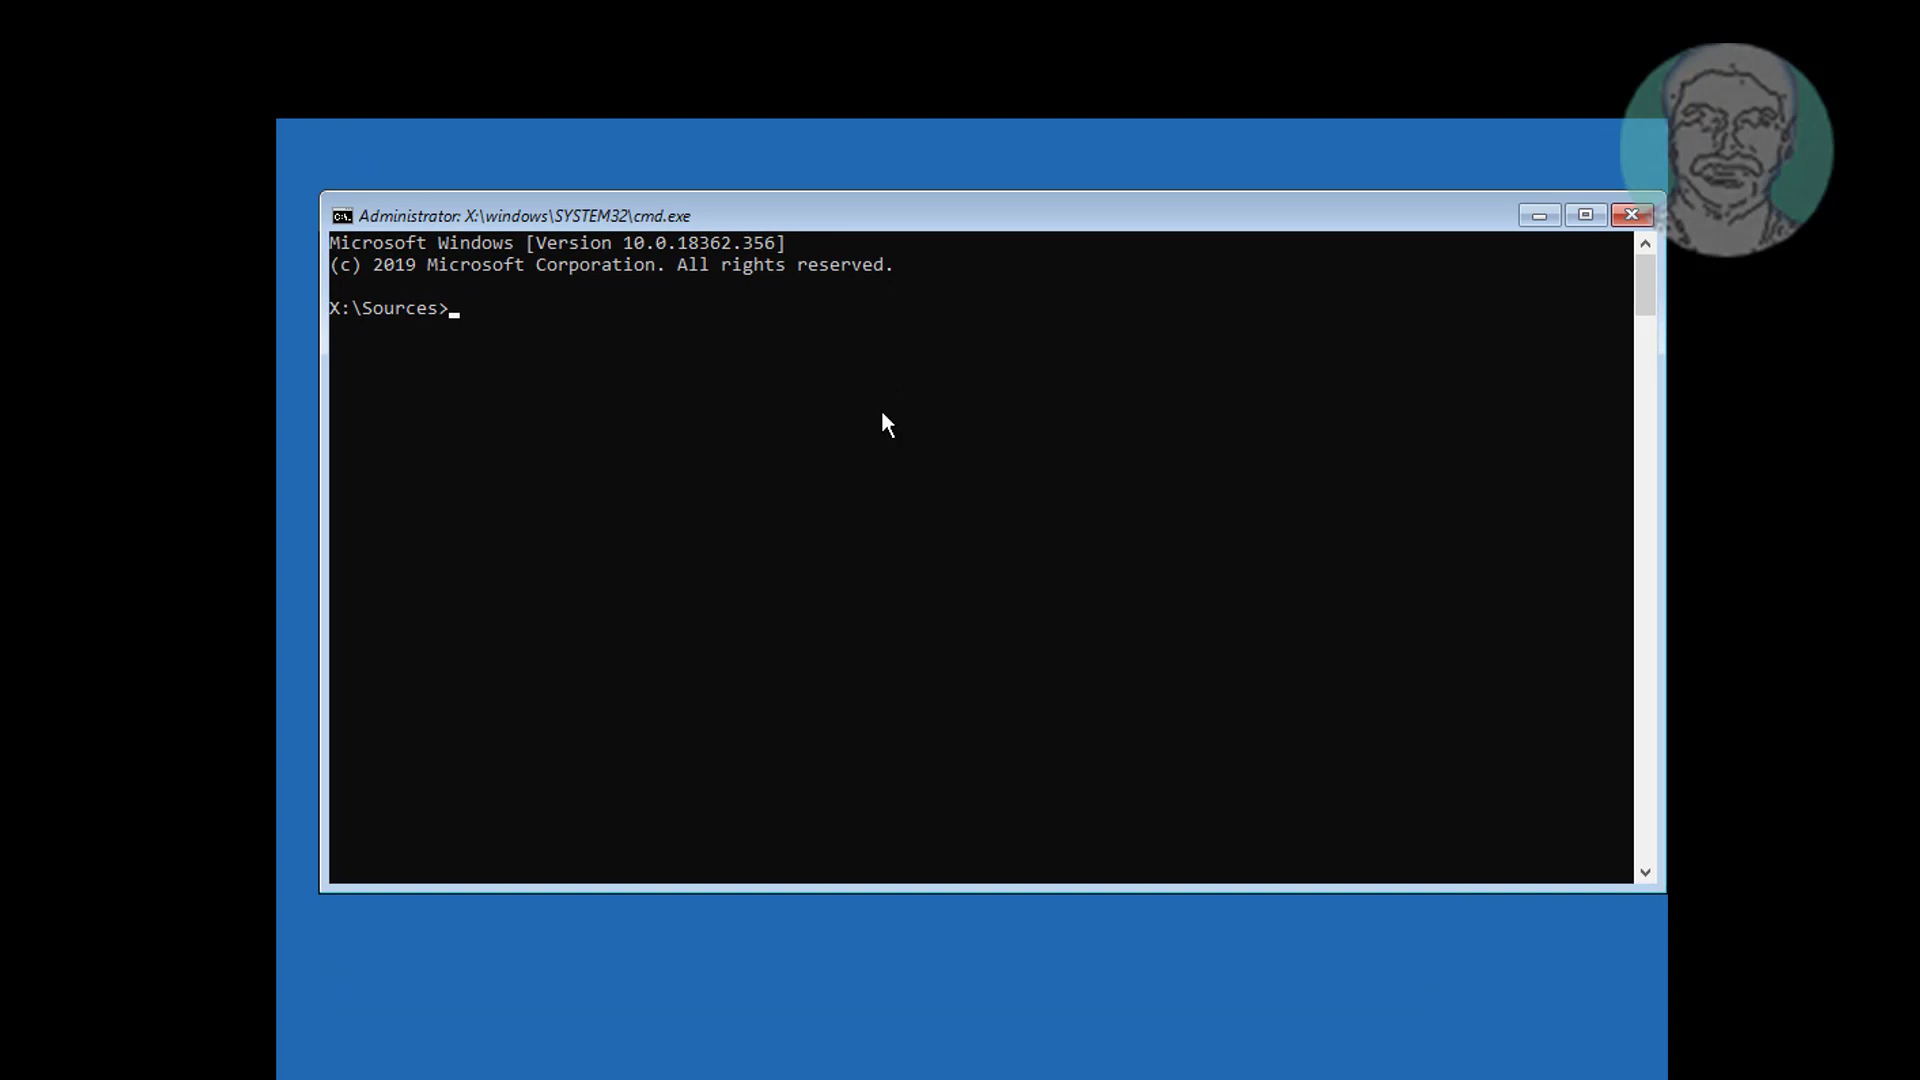 Administrator: X:\windows\SYSTEM32\cmd.exe
Microsoft Windows [Version 10.0.18362.356]
(c) 2019 Microsoft Corporation. All rights reserved.
X:\Sources>